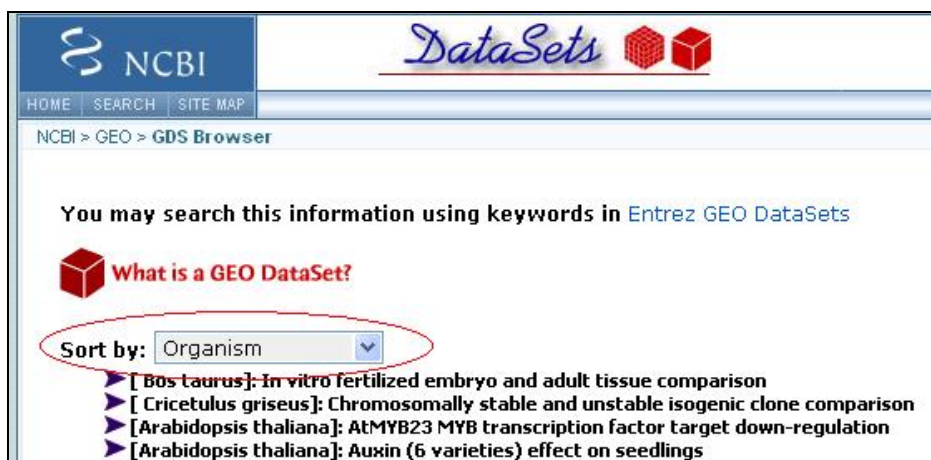 NCBI
DataSets
HOME SEARCH SITE MAP
NCBI > GEO > GDS Browser
You may search this information using keywords in Entrez GEO DataSets
What is a GEO DataSet?
Sort by: Organism
[ Bos taurus]: In vitro fertilized embryo and adult tissue comparison
[ Cricetulus griseus]: Chromosomally stable and unstable isogenic clone comparison
[Arabidopsis thaliana]: AtMYB23 MYB transcription factor target down-regulation
[Arabidopsis thaliana]: Auxin (6 varieties) effect on seedlings